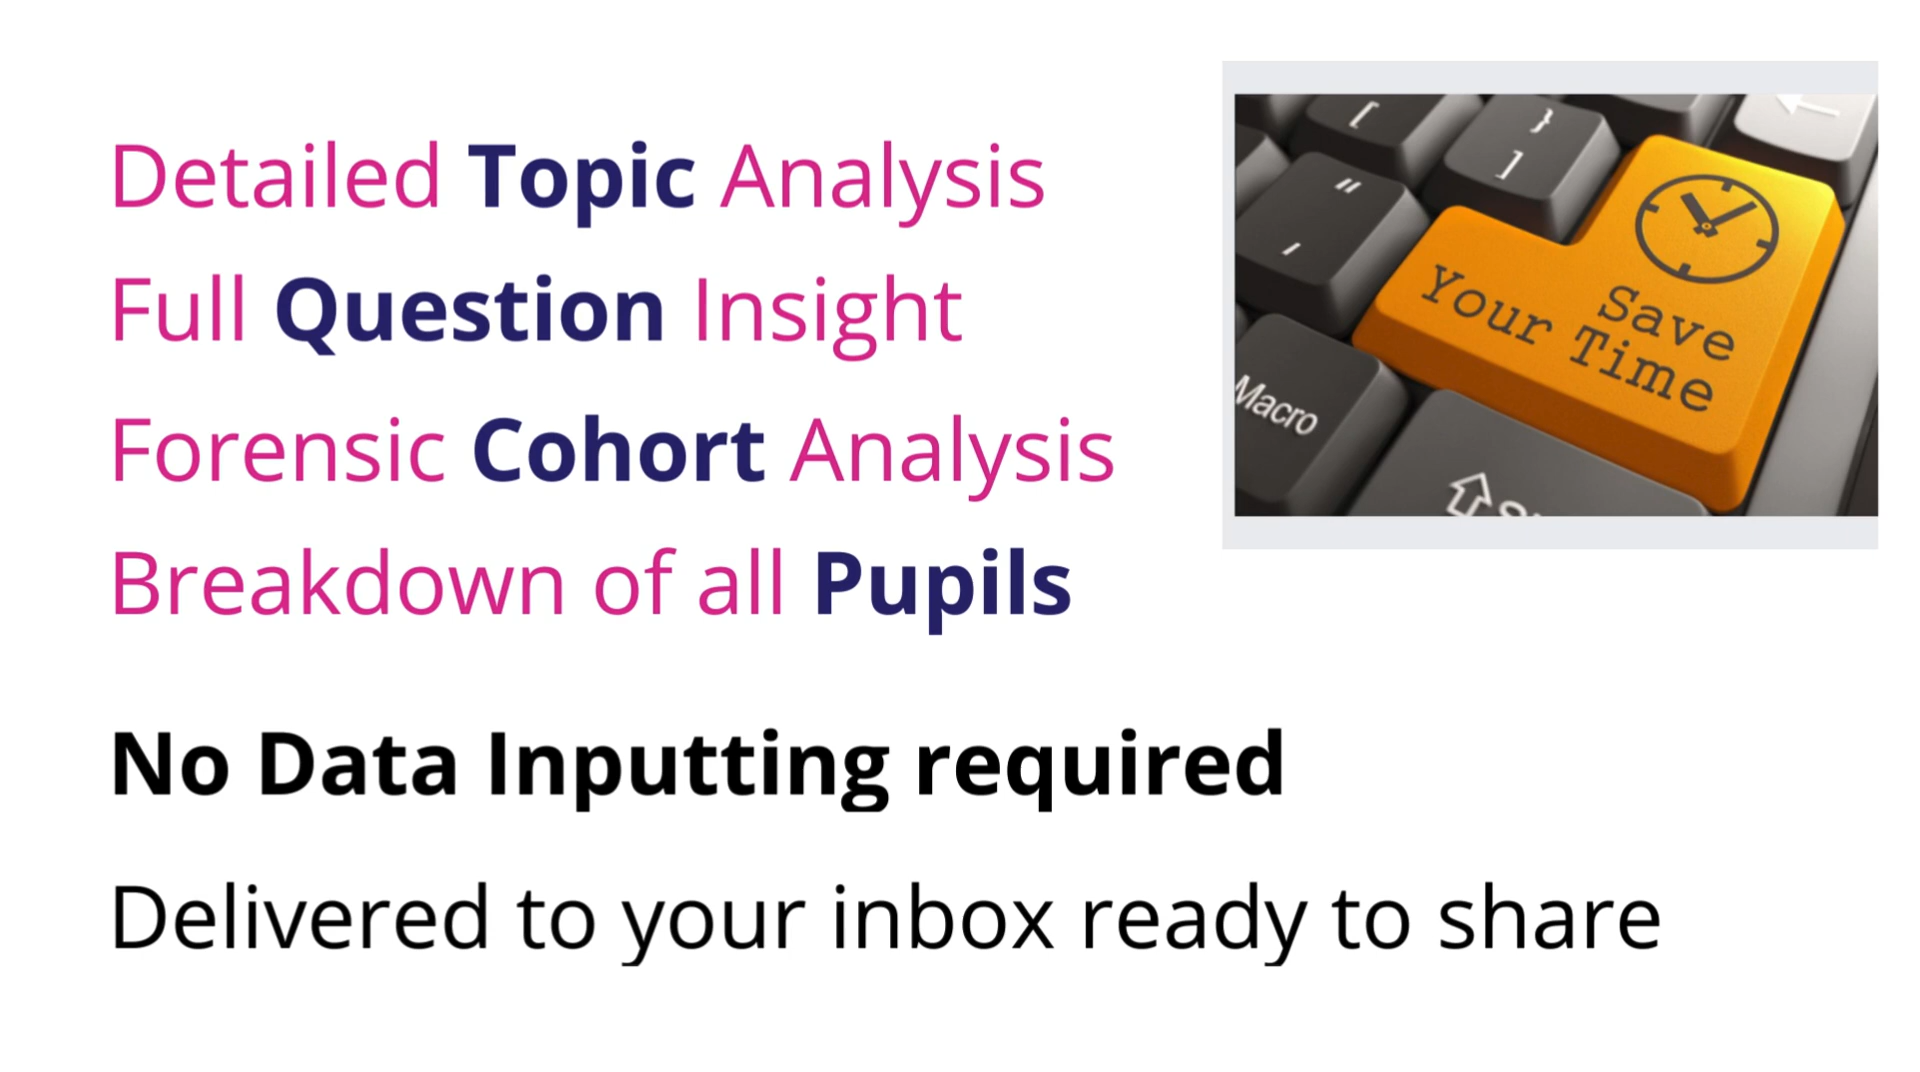 Detailed Topic Analysis
Full Question Insight
Forensic Cohort Analysis
Breakdown of all Pupils
No Data Inputting required
Delivered to your inbox ready to share
[
}
]
"
'
Save
Your Time
Macro